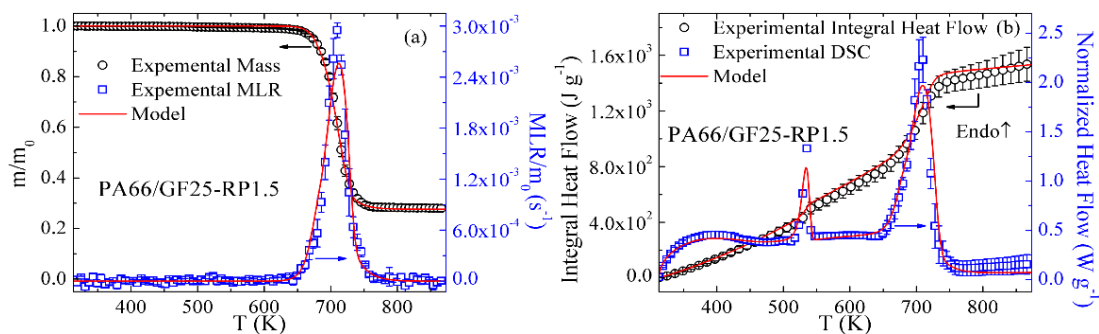 (a)
1.0
0.8
0.6
0.4
0.2
0.0
m/m0
Expemental Mass
Expemental MLR
Model
PA66/GF25-RP1.5
3.0x10-3
2.4x10-3
1.8x10-3
1.2x10-3
6.0x10-4
0.0
MLR/m0(s-1)
400 500 600 700 800
T (K)
(b)
1.6x103
1.2x103
8.0x102
4.0x102
0.0
Integral Heat Flow (J g-1)
Experimental Integral Heat Flow
Experimental DSC
Model
PA66/GF25-RP1.5
Endo↑
2.5
2.0
1.5
1.0
0.5
0.0
Normalized Heat Flow (W g-1)
400 500 600 700 800
T (K)